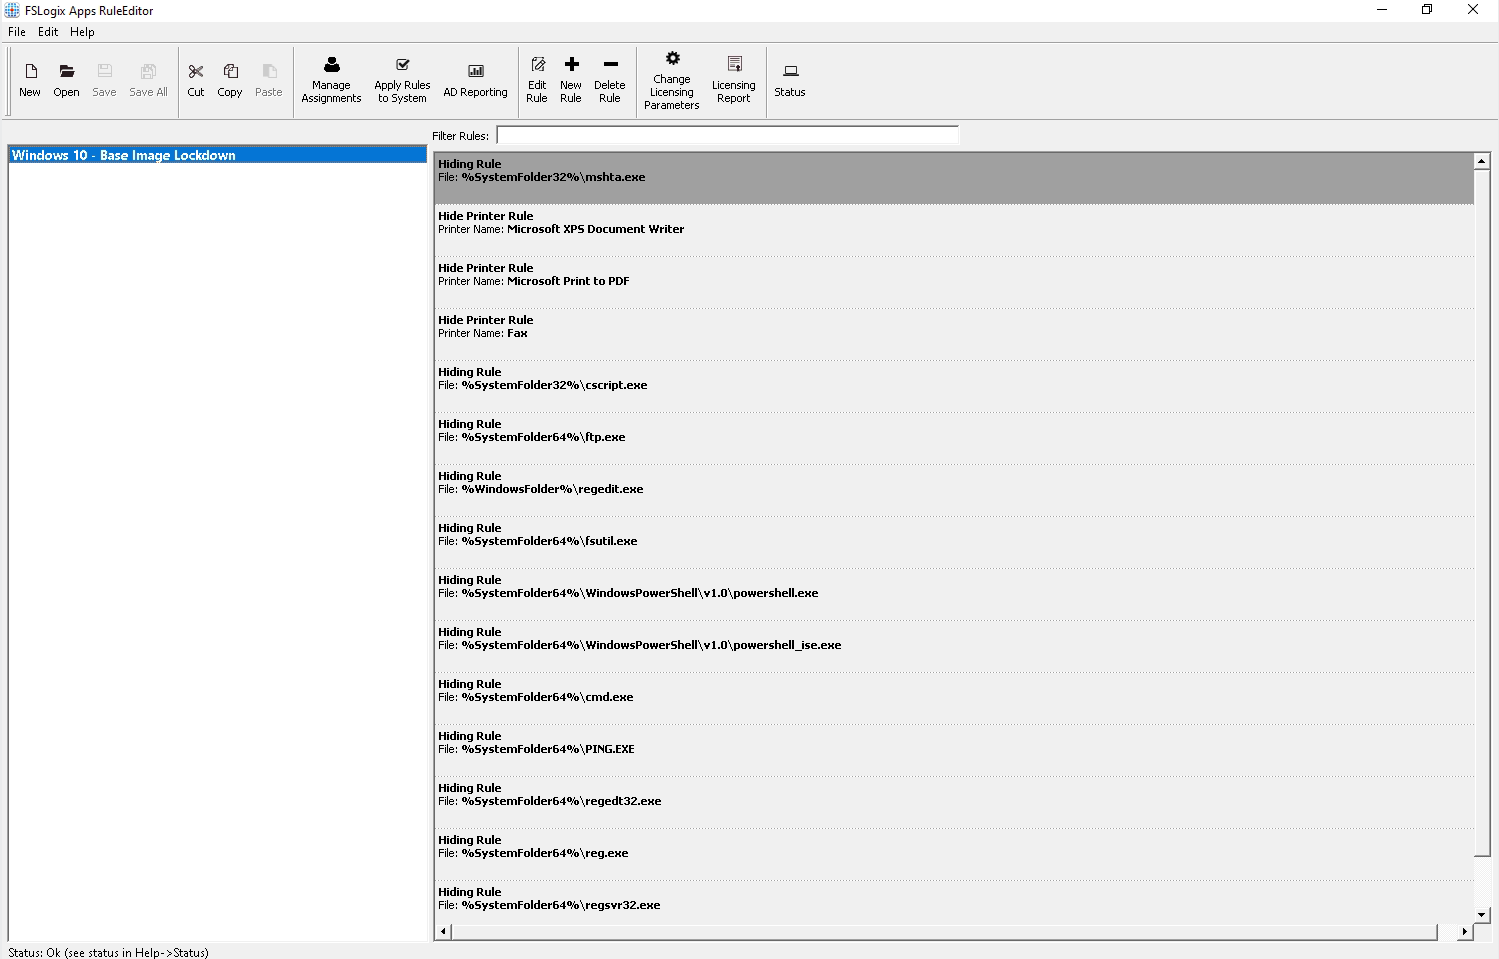 FSLogix Apps RuleEditor
File Edit Help
New Open Save Save All Cut Copy Paste Manage Assignments Apply Rules to System AD Reporting Edit Rule New Rule Delete Rule Change Licensing Parameters Licensing Report Status
Filter Rules:
Windows 10 - Base Image Lockdown
Hiding Rule
File: %SystemFolder32%\mshta.exe
Hide Printer Rule
Printer Name: Microsoft XPS Document Writer
Hide Printer Rule
Printer Name: Microsoft Print to PDF
Hide Printer Rule
Printer Name: Fax
Hiding Rule
File: %SystemFolder32%\cscript.exe
Hiding Rule
File: %SystemFolder64%\ftp.exe
Hiding Rule
File: %WindowsFolder%\regedit.exe
Hiding Rule
File: %SystemFolder64%\fsutil.exe
Hiding Rule
File: %SystemFolder64%\WindowsPowerShell\v1.0\powershell.exe
Hiding Rule
File: %SystemFolder64%\WindowsPowerShell\v1.0\powershell_ise.exe
Hiding Rule
File: %SystemFolder64%\cmd.exe
Hiding Rule
File: %SystemFolder64%\PING.EXE
Hiding Rule
File: %SystemFolder64%\regedt32.exe
Hiding Rule
File: %SystemFolder64%\reg.exe
Hiding Rule
File: %SystemFolder64%\regsvr32.exe
Status: Ok (see status in Help->Status)